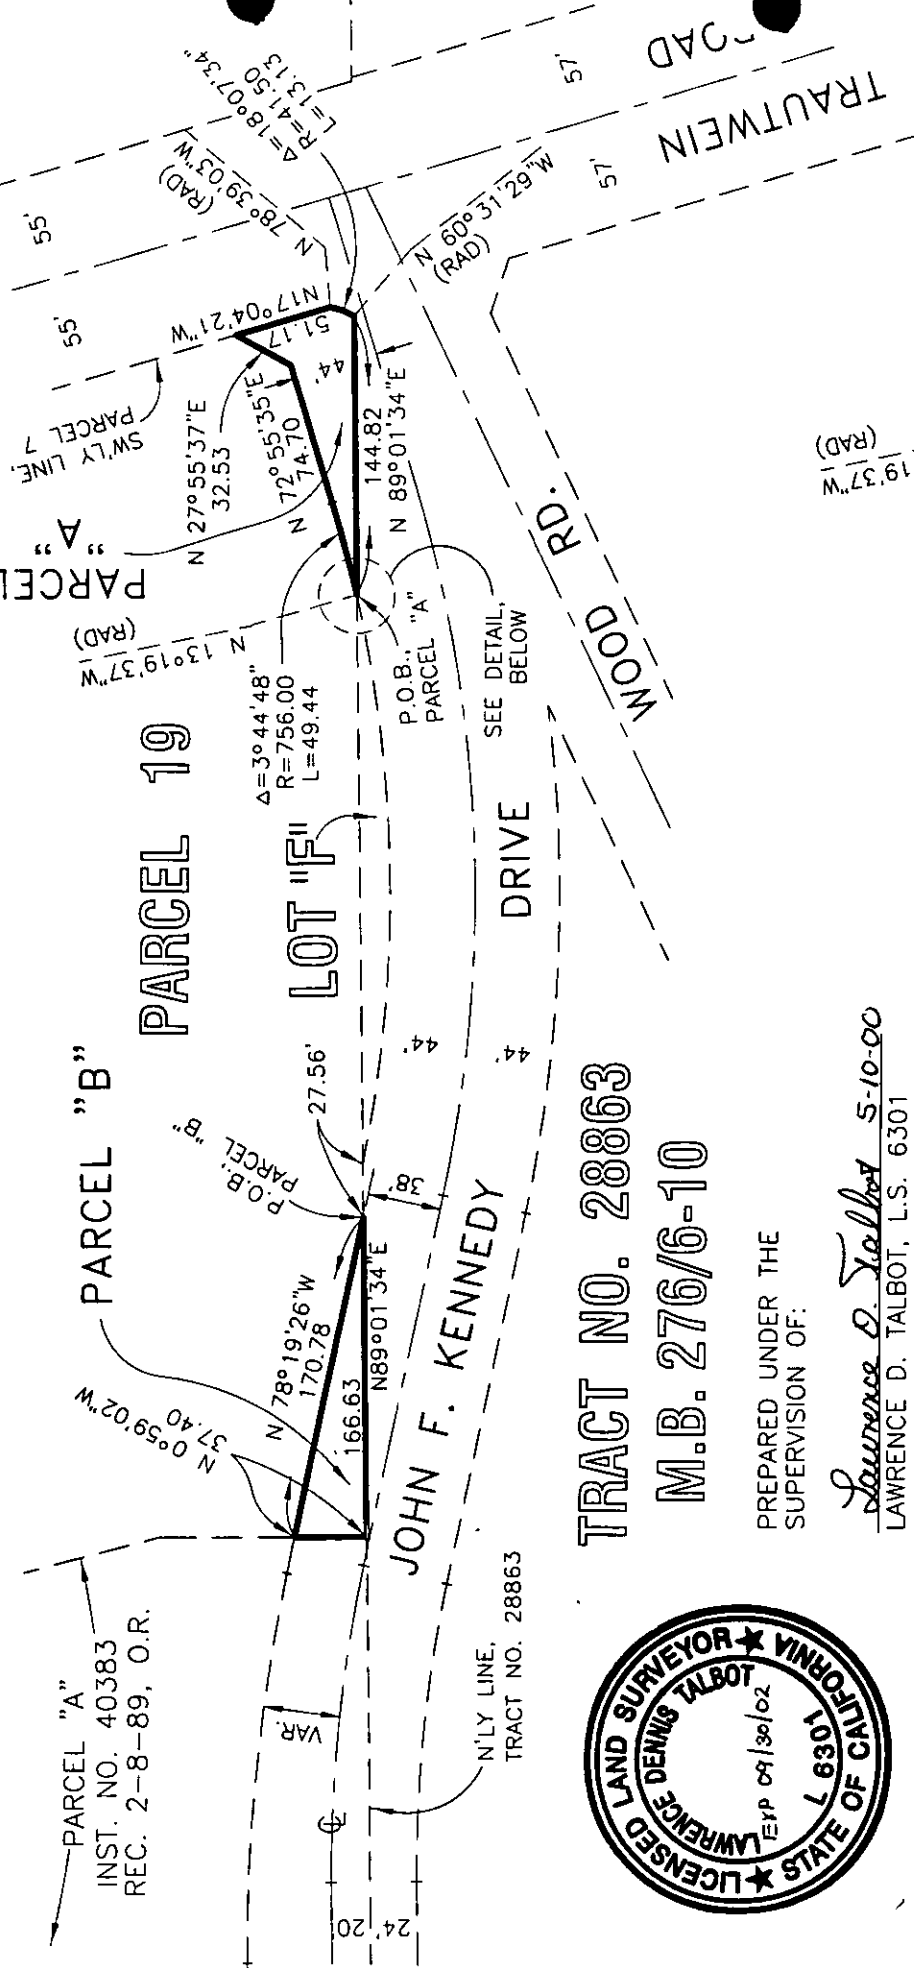 PARCEL "A"
INST. NO. 40383
REC. 2-8-89, O.R.
N 0°59'02"W
37.40
PARCEL "B"
P.O.B.,
PARCEL "B"
27.56'
N 78°19'26"W
170.78
166.63
N89°01'34"E
38'
44'
44'
VAR.
20'
24'
N'LY LINE,
TRACT NO. 28863
JOHN F. KENNEDY
DRIVE
PARCEL 19
LOT "F"
Δ=3°44'48"
R=756.00
L=49.44
N 13°19'37"W
(RAD)
PARCEL
"A"
SW'LY LINE,
PARCEL 7
N 27°55'37"E
32.53
N 72°55'35"E
74.70
N17°04'21"W
51.17
44'
144.82
N 89°01'34"E
P.O.B.,
PARCEL "A"
SEE DETAIL,
BELOW
55'
55'
N 78°39'03"W
(RAD)
Δ=18°07'34"
R=41.50
L=13.13
N 60°31'29"W
(RAD)
57'
57'
TRAUTWEIN
WOOD RD.
19'37"W
(RAD)
TRACT NO. 28863
M.B. 276/6-10
PREPARED UNDER THE
SUPERVISION OF:
Lawrence D. Talbot 5-10-00
LAWRENCE D. TALBOT, L.S. 6301
LICENSED LAND SURVEYOR
STATE OF CALIFORNIA
LAWRENCE DENNIS TALBOT
EXP 09/30/02
L 6301